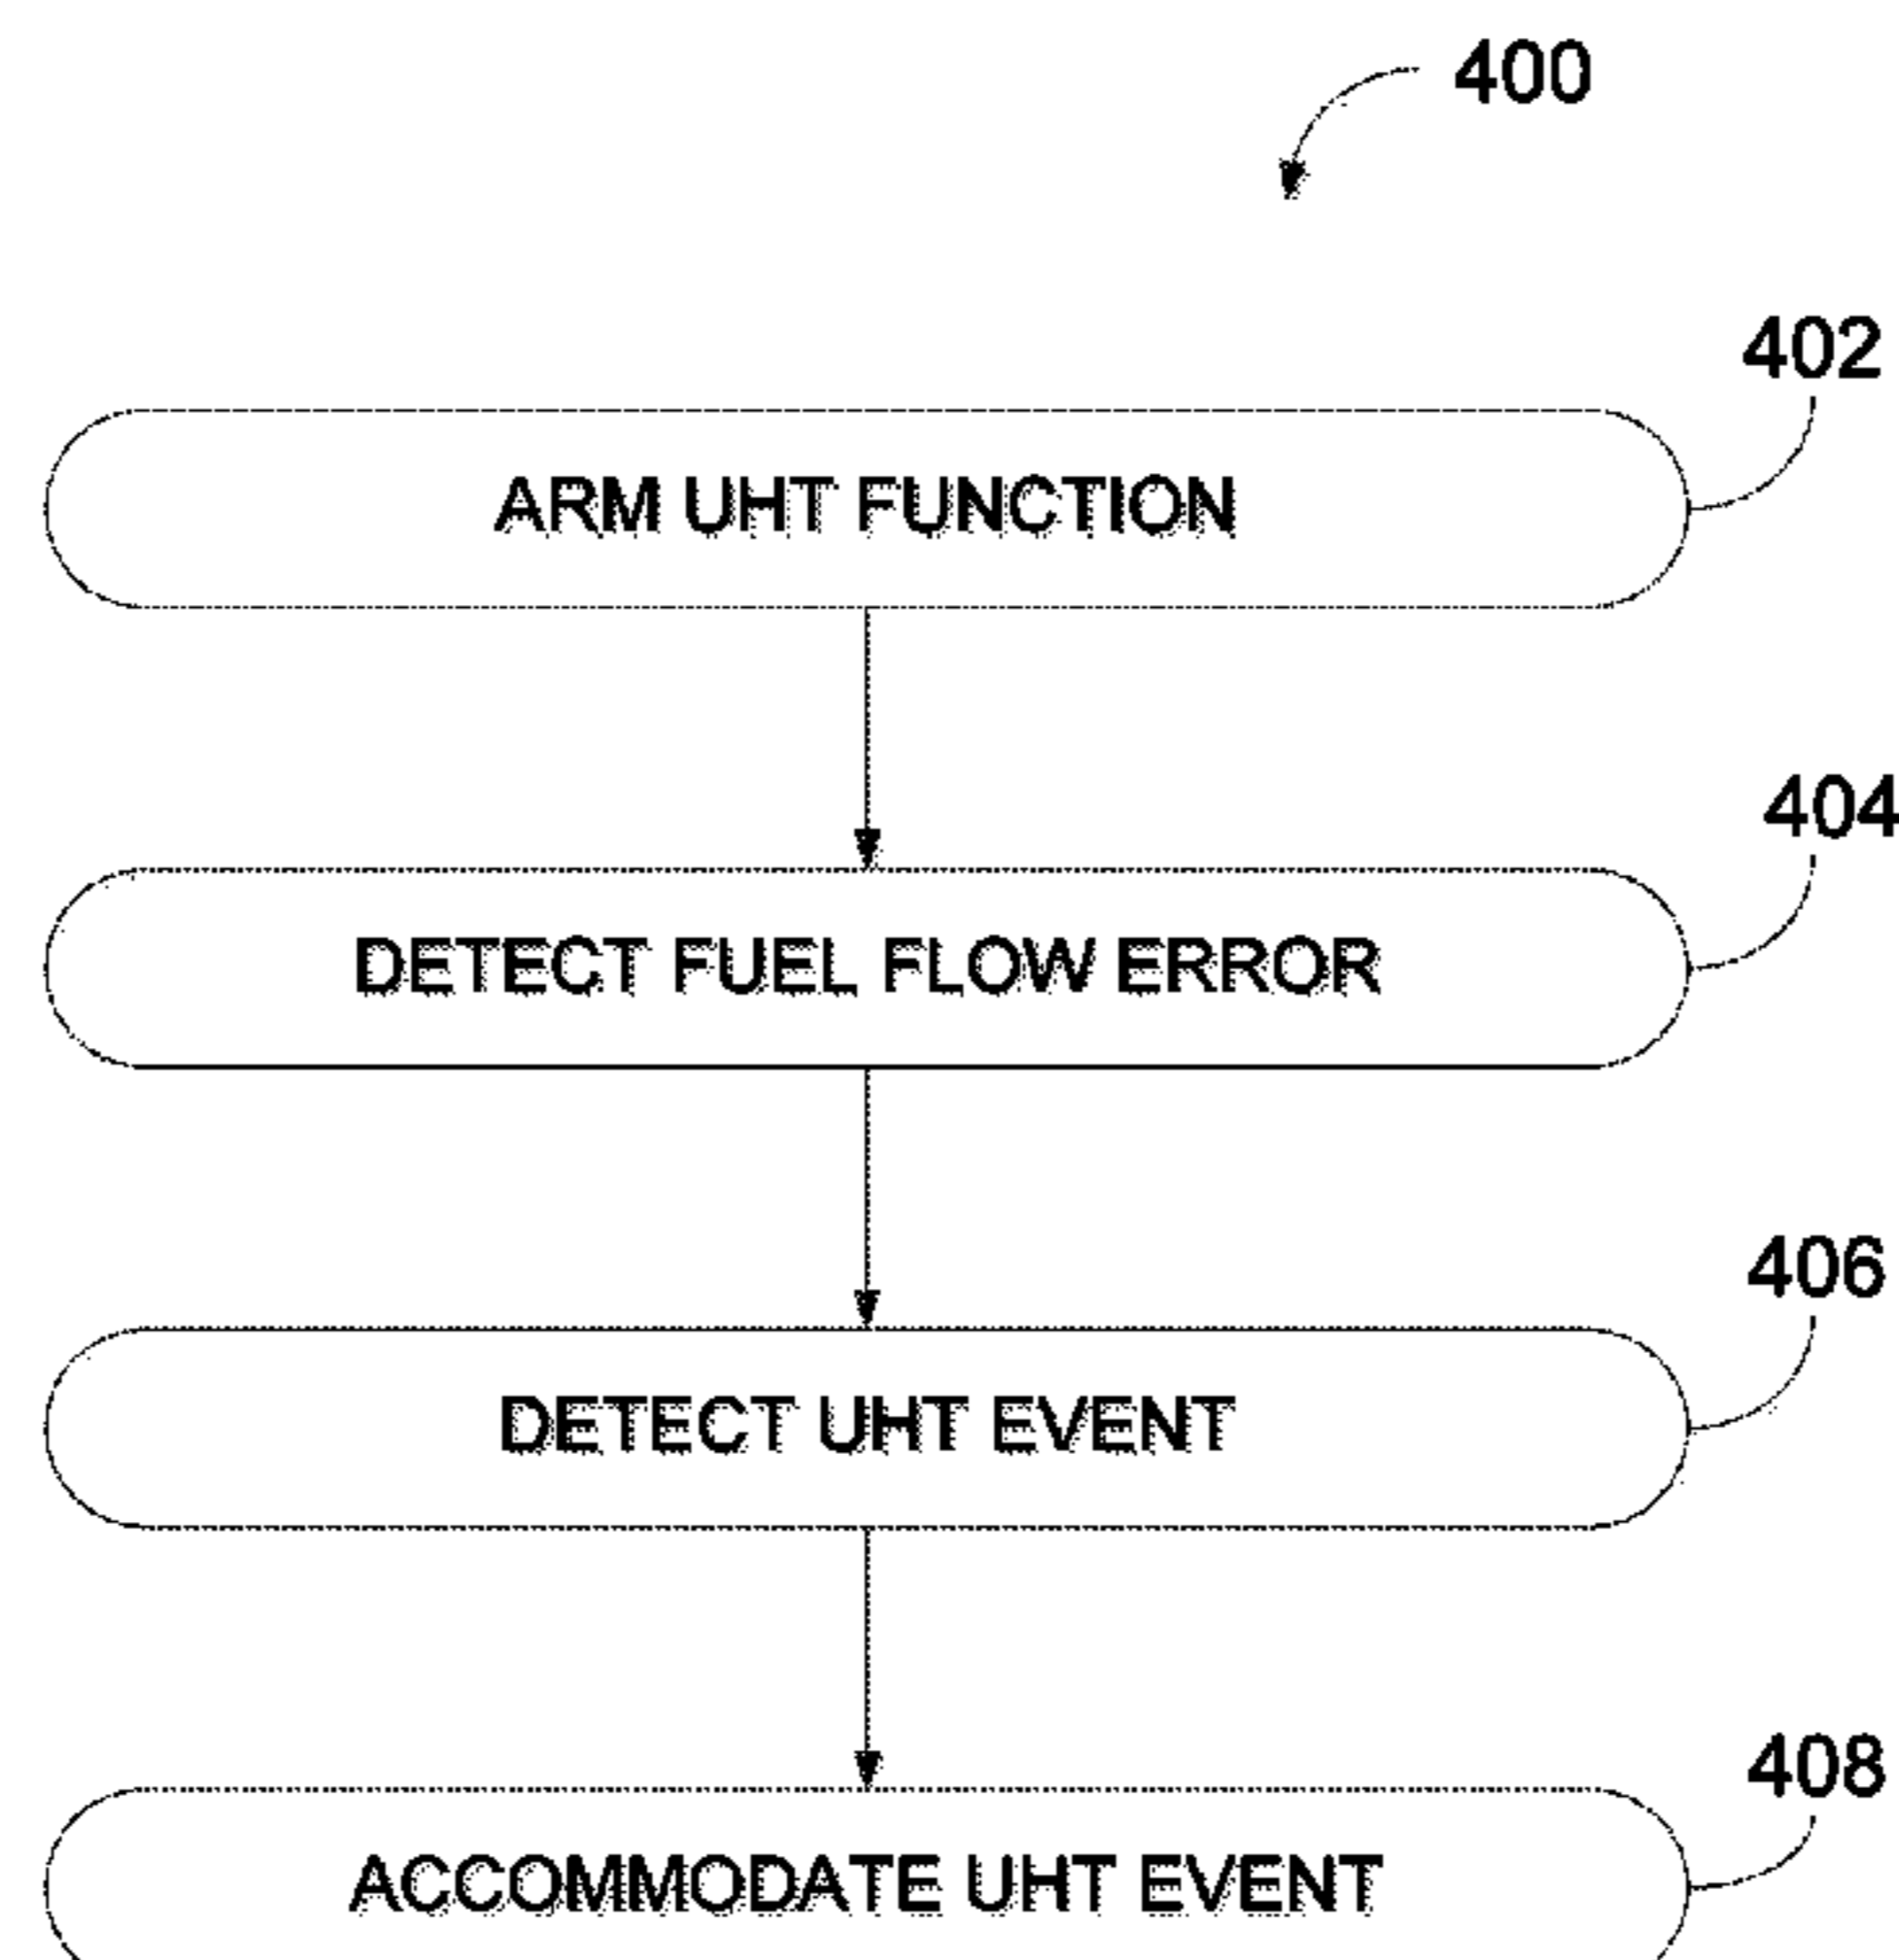 400
402
ARM UHT FUNCTION
404
DETECT FUEL FLOW ERROR
406
DETECT UHT EVENT
408
ACCOMMODATE UHT EVENT